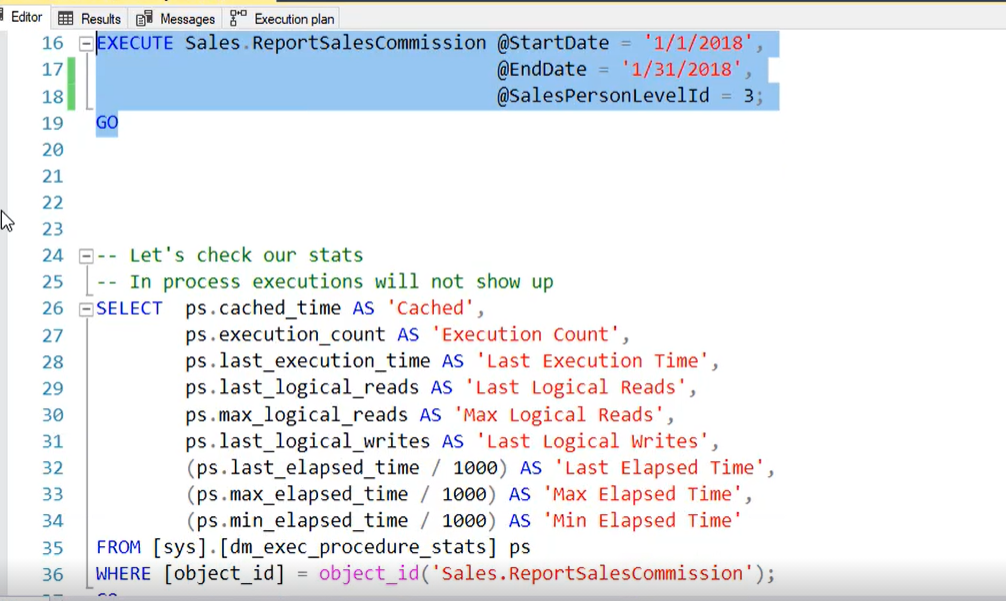 Editor Results Messages Execution plan
16 EXECUTE Sales.ReportSalesCommission @StartDate = '1/1/2018',
17 @EndDate = '1/31/2018',
18 @SalesPersonLevelId = 3;
19 GO
20
21
22
23
24 -- Let's check our stats
25 -- In process executions will not show up
26 SELECT ps.cached_time AS 'Cached',
27 ps.execution_count AS 'Execution Count',
28 ps.last_execution_time AS 'Last Execution Time',
29 ps.last_logical_reads AS 'Last Logical Reads',
30 ps.max_logical_reads AS 'Max Logical Reads',
31 ps.last_logical_writes AS 'Last Logical Writes',
32 (ps.last_elapsed_time / 1000) AS 'Last Elapsed Time',
33 (ps.max_elapsed_time / 1000) AS 'Max Elapsed Time',
34 (ps.min_elapsed_time / 1000) AS 'Min Elapsed Time'
35 FROM [sys].[dm_exec_procedure_stats] ps
36 WHERE [object_id] = object_id('Sales.ReportSalesCommission');